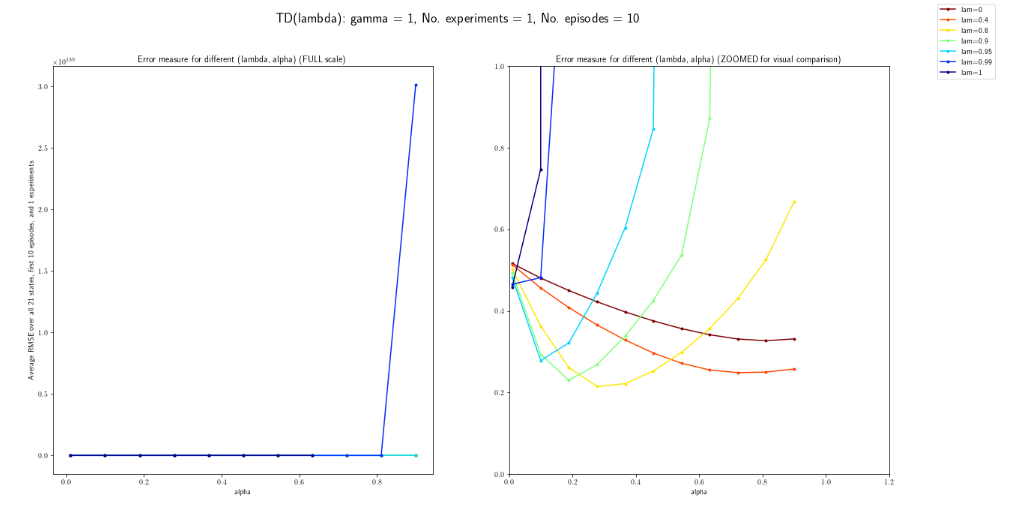 TD(lambda): gamma = 1, No. experiments = 1, No. episodes = 10
lam=0
lam=0.4
lam=0.8
lam=0.9
lam=0.95
lam=0.99
lam=1
Error measure for different (lambda, alpha) (FULL scale)
Average RMSE over all 21 states, first 10 episodes, and 1 experiments
3.0
2.5
2.0
1.5
1.0
0.5
0.0
0.0 0.2 0.4 0.6 0.8
alpha
Error measure for different (lambda, alpha) (ZOOMED for visual comparison)
1.0
0.8
0.6
0.4
0.2
0.0
0.0 0.2 0.4 0.6 0.8 1.0 1.2
alpha